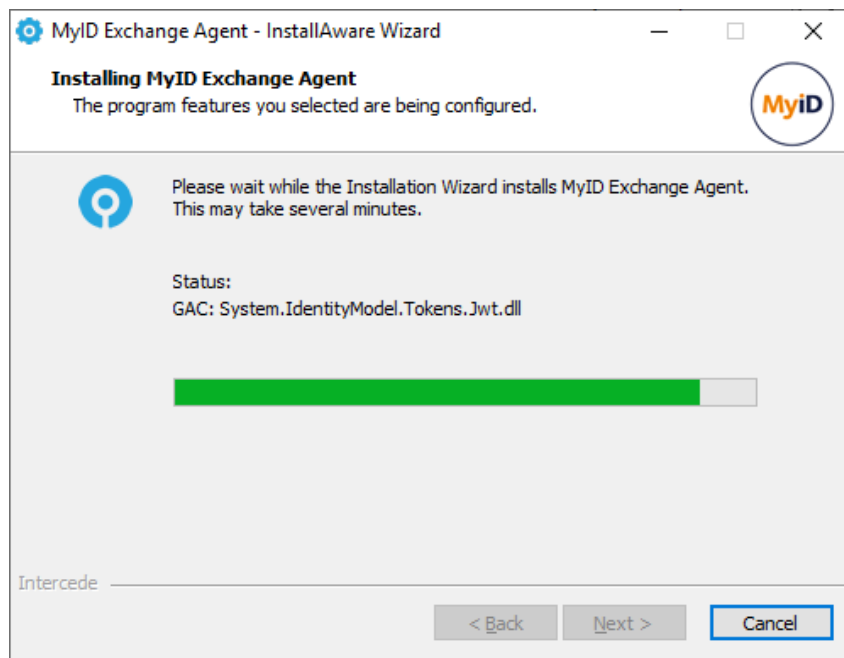 MyID Exchange Agent - InstallAware Wizard
Installing MyID Exchange Agent
The program features you selected are being configured.
MyiD
Please wait while the Installation Wizard installs MyID Exchange Agent.
This may take several minutes.
Status:
GAC: System.IdentityModel.Tokens.Jwt.dll
Intercede
< Back
Next >
Cancel